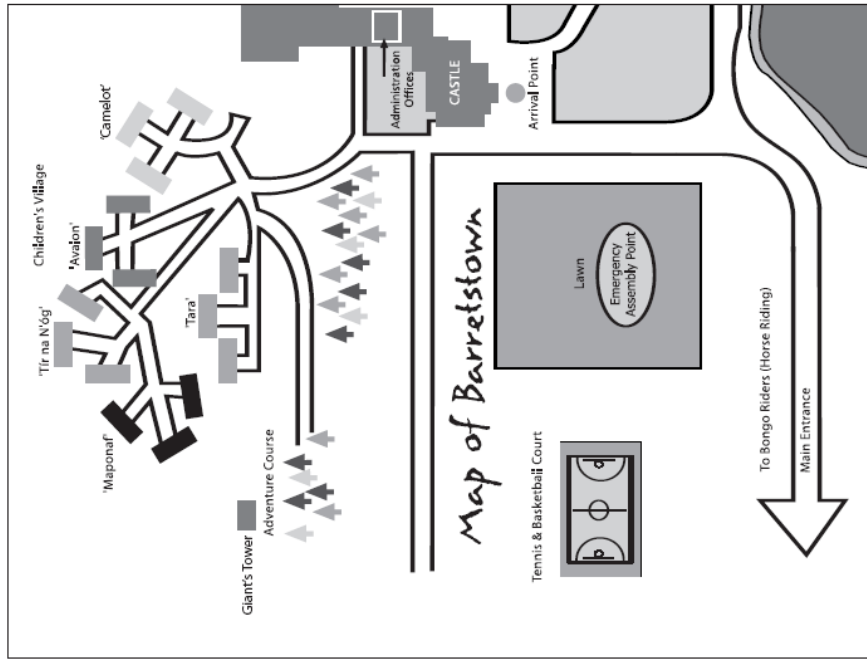 Children's Village
'Camelot'
'Avalon'
'Tír na N'óg'
'Maponaf'
'Tara'
Giant's Tower
Adventure Course
Administration
Offices
CASTLE
Arrival Point
Map of Barretstown
Lawn
Emergency
Assembly Point
Tennis & Basketball Court
To Bongo Riders (Horse Riding)
Main Entrance